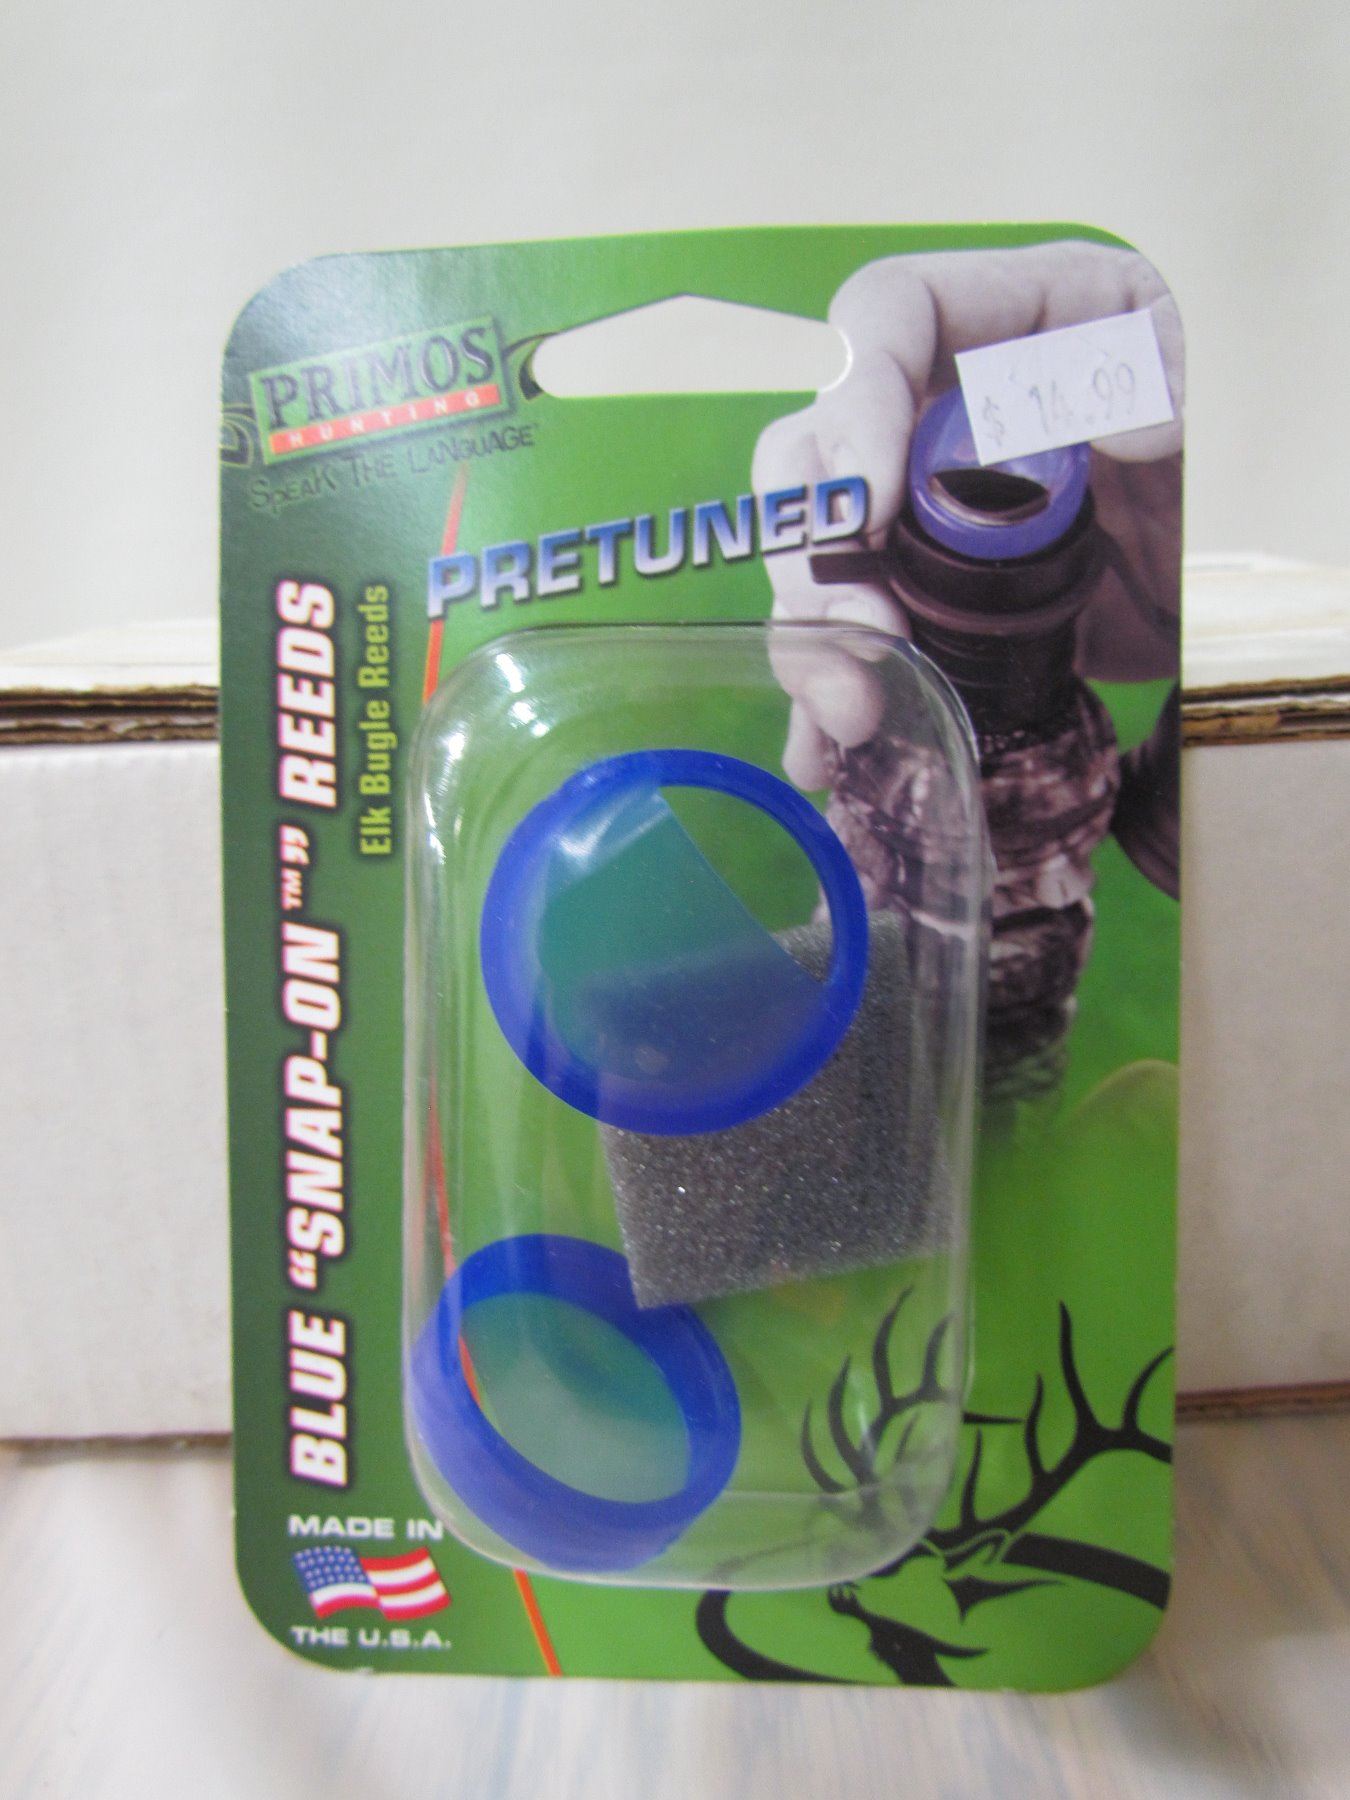 PRIMOS
HUNTING
SPEAK THE LANGUAGE
$ 14.99
PRETUNED
BLUE “SNAP-ON™” REEDS
Elk Bugle Reeds
MADE IN
THE U.S.A.